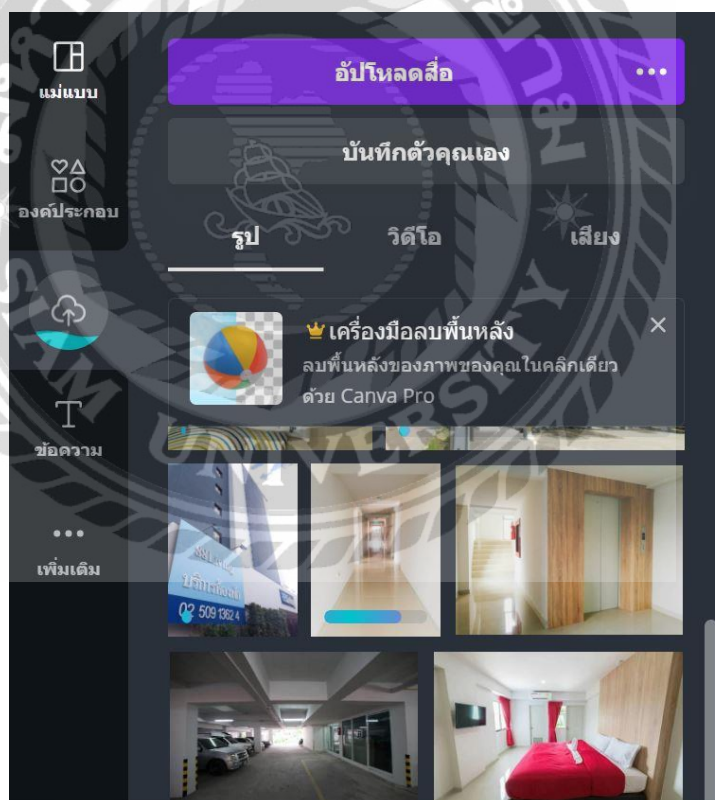 แม่แบบ
อัปโหลดสื่อ
บันทึกตัวคุณเอง
องค์ประกอบ
รูป
วิดีโอ
เสียง
เครื่องมือลบพื้นหลัง
ลบพื้นหลังของภาพของคุณในคลิกเดียว
ด้วย Canva Pro
T
ข้อความ
เพิ่มเติม
02 509 1362 4
SIAM UNIVERSITY